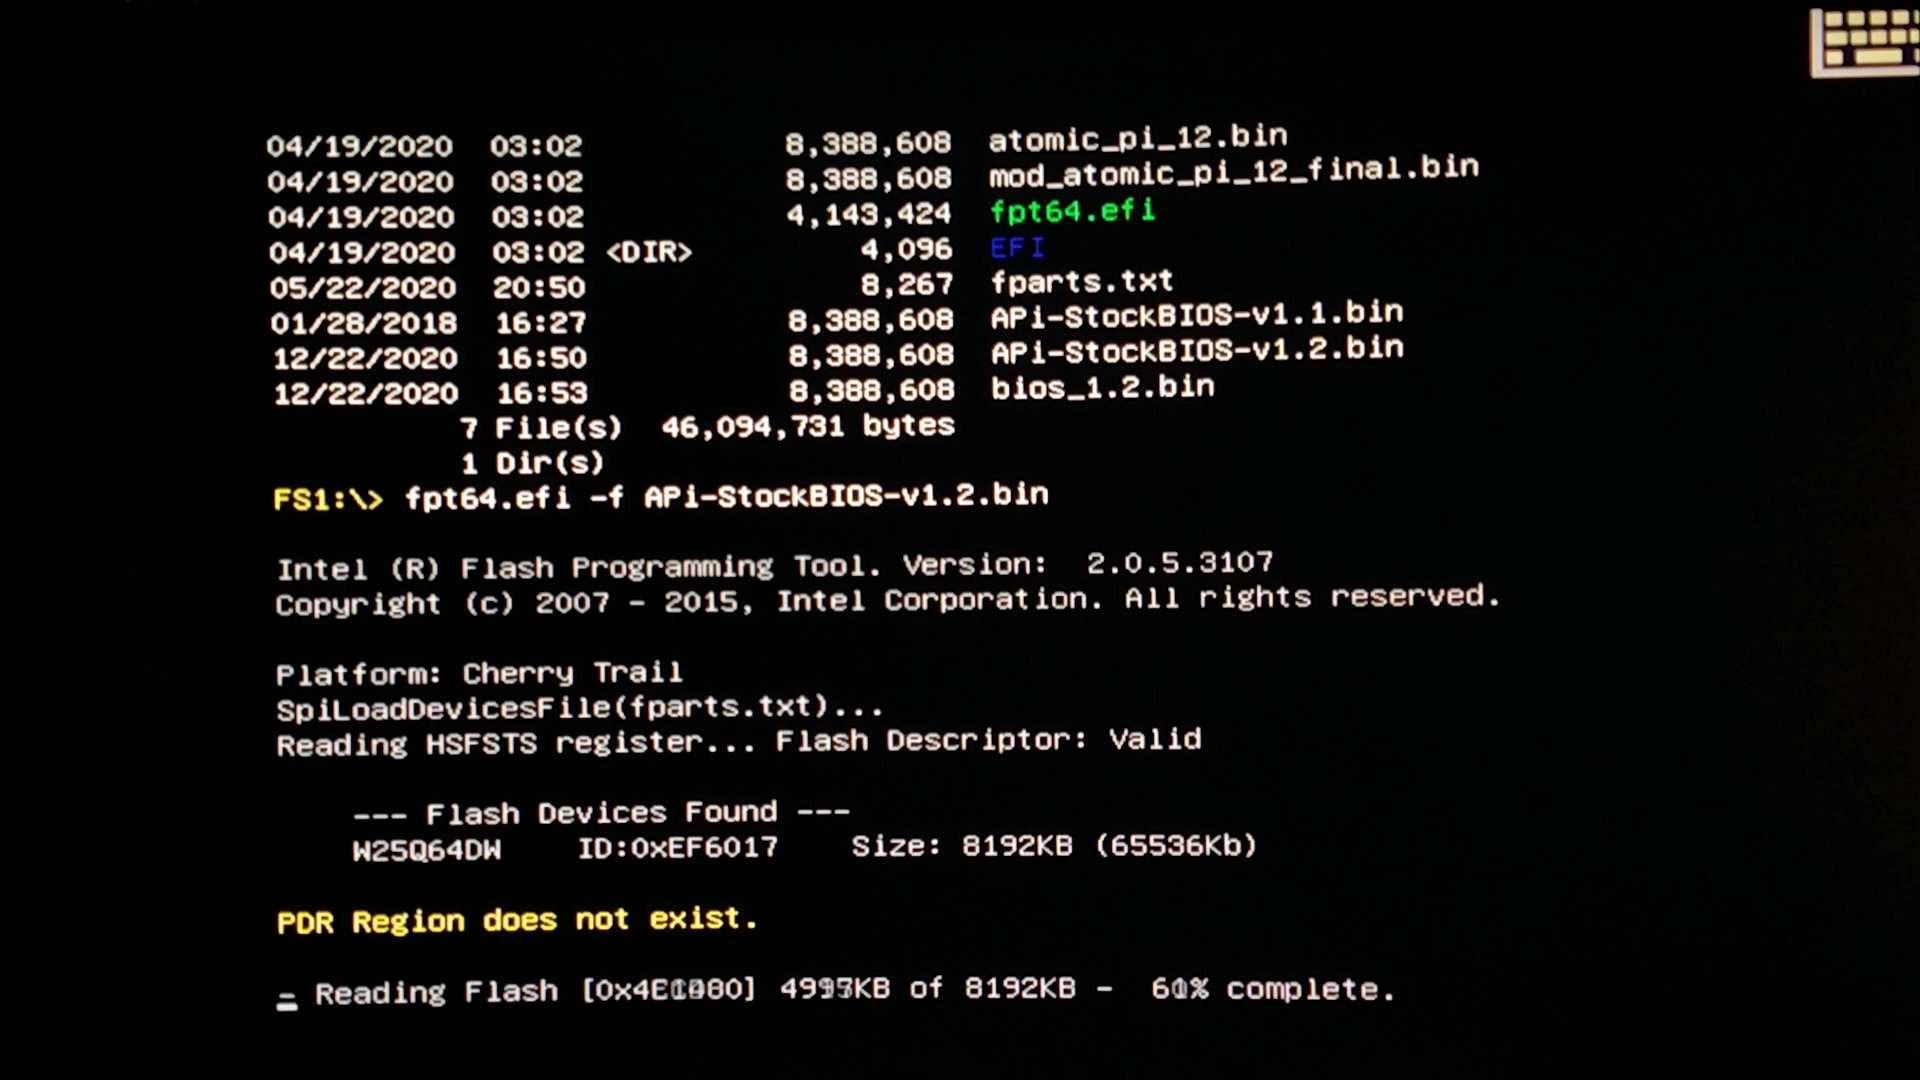 04/19/2020 03:02 8,388,608 atomic_pi_12.bin
04/19/2020 03:02 8,388,608 mod_atomic_pi_12_final.bin
04/19/2020 03:02 4,143,424 fpt64.efi
04/19/2020 03:02 <DIR> 4,096 EFI
05/22/2020 20:50 8,267 fparts.txt
01/28/2018 16:27 8,388,608 APi-StockBIOS-v1.1.bin
12/22/2020 16:50 8,388,608 APi-StockBIOS-v1.2.bin
12/22/2020 16:53 8,388,608 bios_1.2.bin
7 File(s) 46,094,731 bytes
1 Dir(s)
FS1:\> fpt64.efi -f APi-StockBIOS-v1.2.bin
Intel (R) Flash Programming Tool. Version: 2.0.5.3107
Copyright (c) 2007 - 2015, Intel Corporation. All rights reserved.
Platform: Cherry Trail
SpiLoadDevicesFile(fparts.txt)...
Reading HSFSTS register... Flash Descriptor: Valid
--- Flash Devices Found ---
W25Q64DW ID:0xEF6017 Size: 8192KB (65536Kb)
PDR Region does not exist.
Reading Flash of 8192KB - complete.